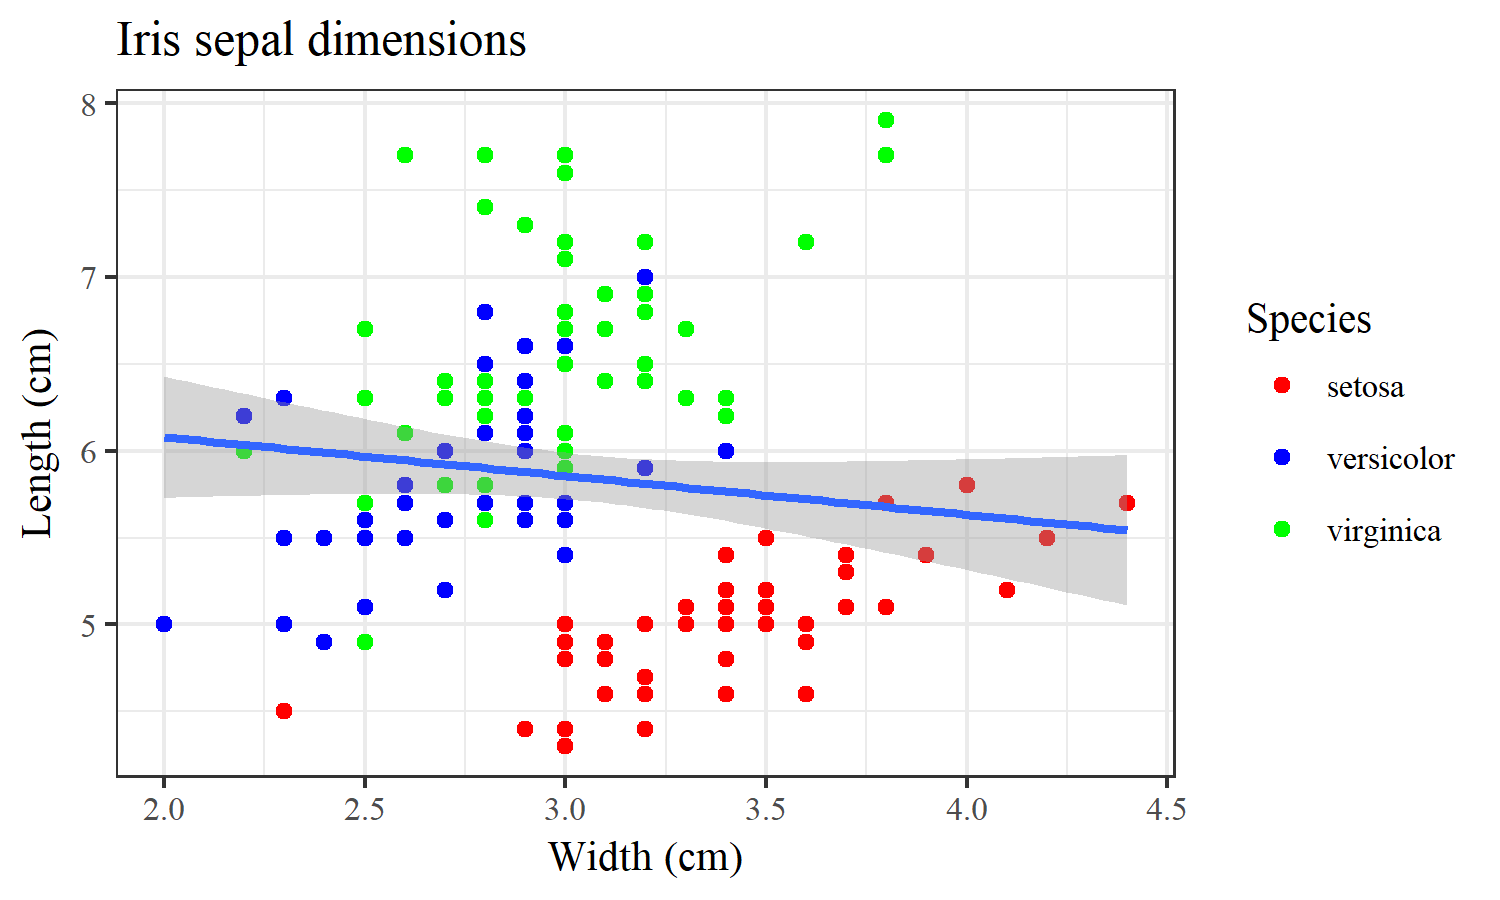 Iris sepal dimensions
8
7
6
5
Length (cm)
2.0 2.5 3.0 3.5 4.0 4.5
Width (cm)
Species
setosa
versicolor
virginica